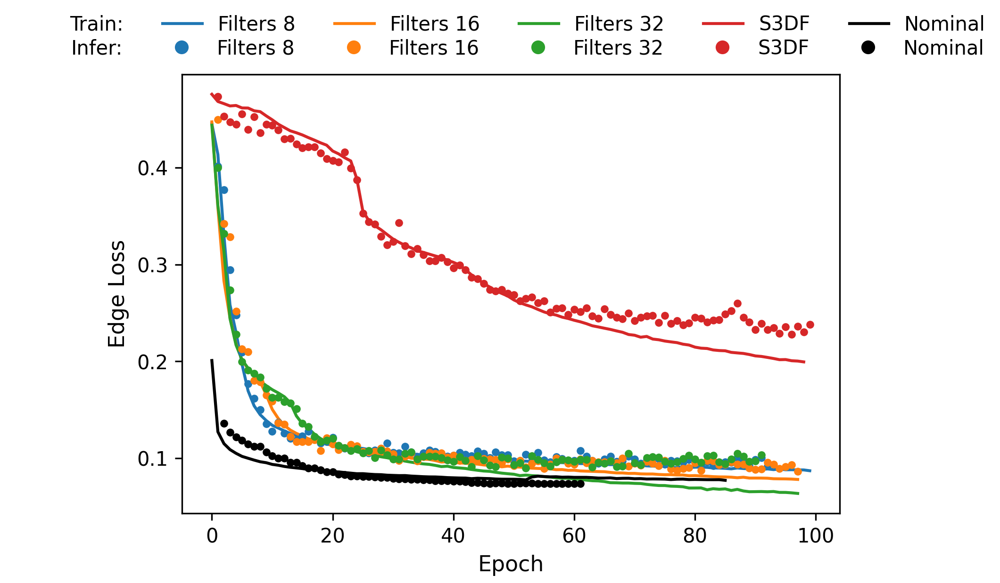 Train: Filters 8 Filters 16 Filters 32 S3DF Nominal
Infer: Filters 8 Filters 16 Filters 32 S3DF Nominal
0.4
0.3
0.2
0.1
Edge Loss
0 20 40 60 80 100
Epoch